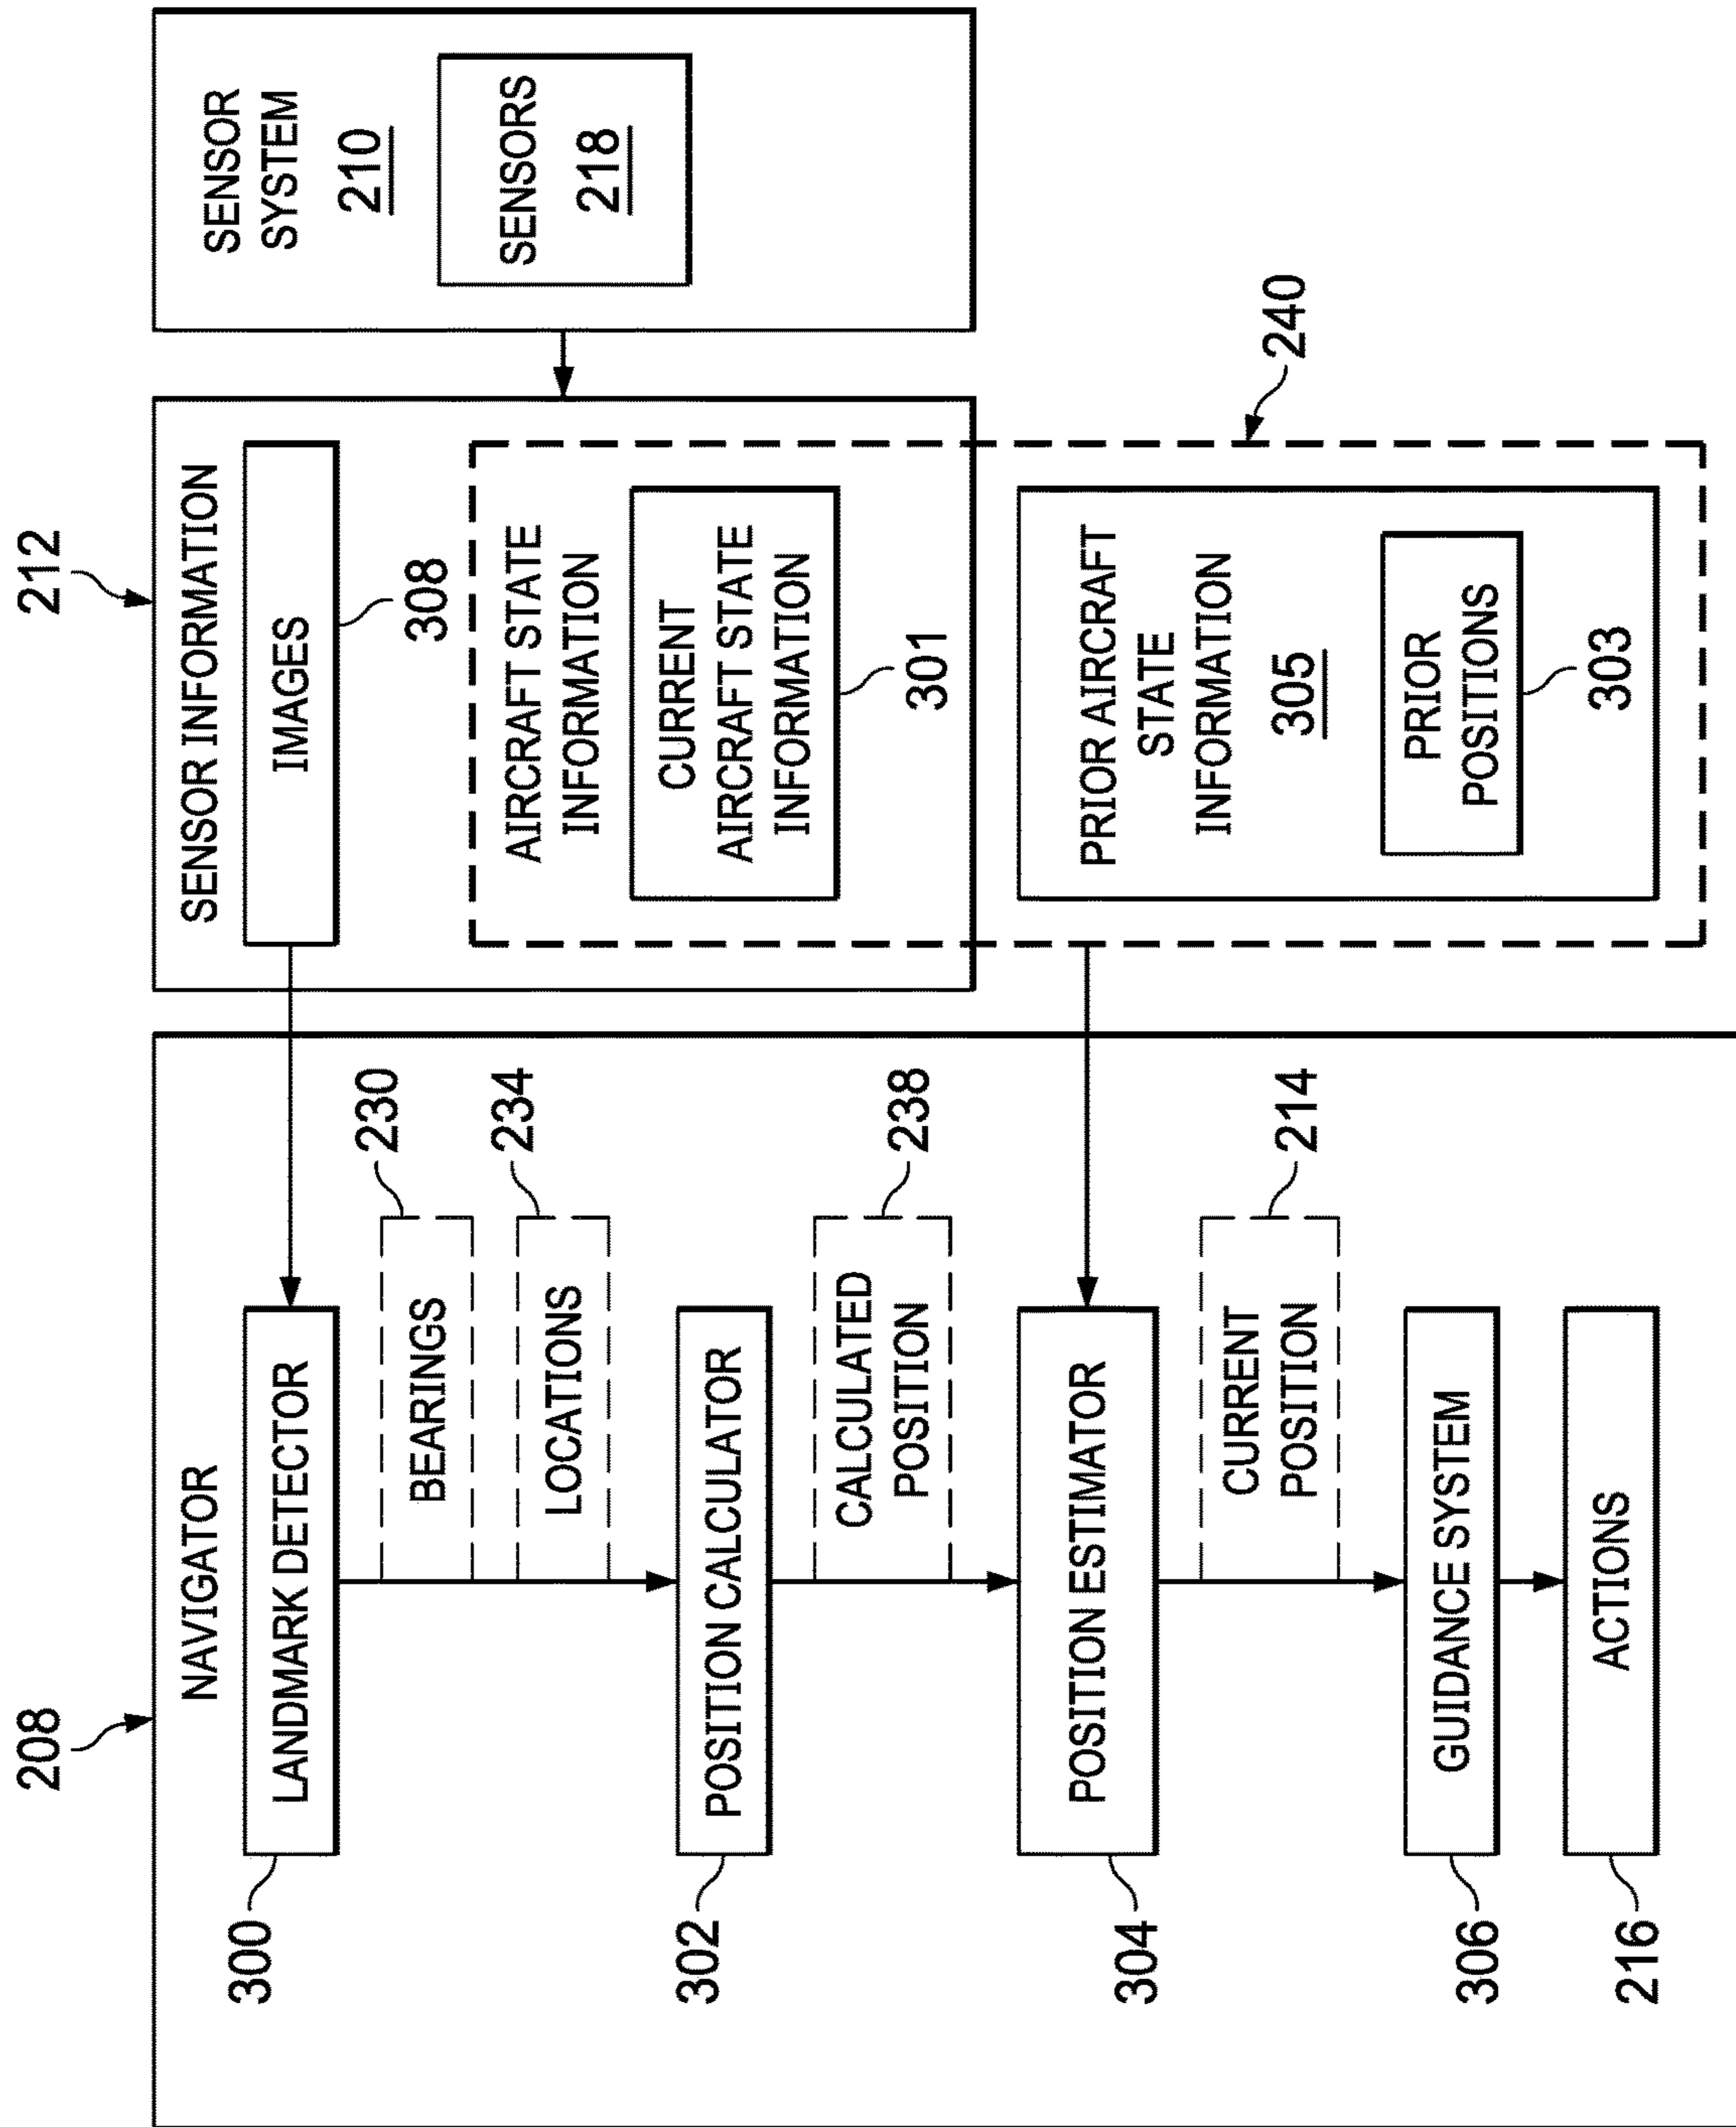 208
NAVIGATOR
LANDMARK DETECTOR
300
BEARINGS
230
LOCATIONS
234
POSITION CALCULATOR
302
CALCULATED
POSITION
238
POSITION ESTIMATOR
304
CURRENT
POSITION
214
GUIDANCE SYSTEM
306
ACTIONS
216
212
SENSOR INFORMATION
IMAGES
308
AIRCRAFT STATE
INFORMATION
CURRENT
AIRCRAFT STATE
INFORMATION
301
240
PRIOR AIRCRAFT
STATE
INFORMATION
305
PRIOR
POSITIONS
303
SENSOR
SYSTEM
210
SENSORS
218